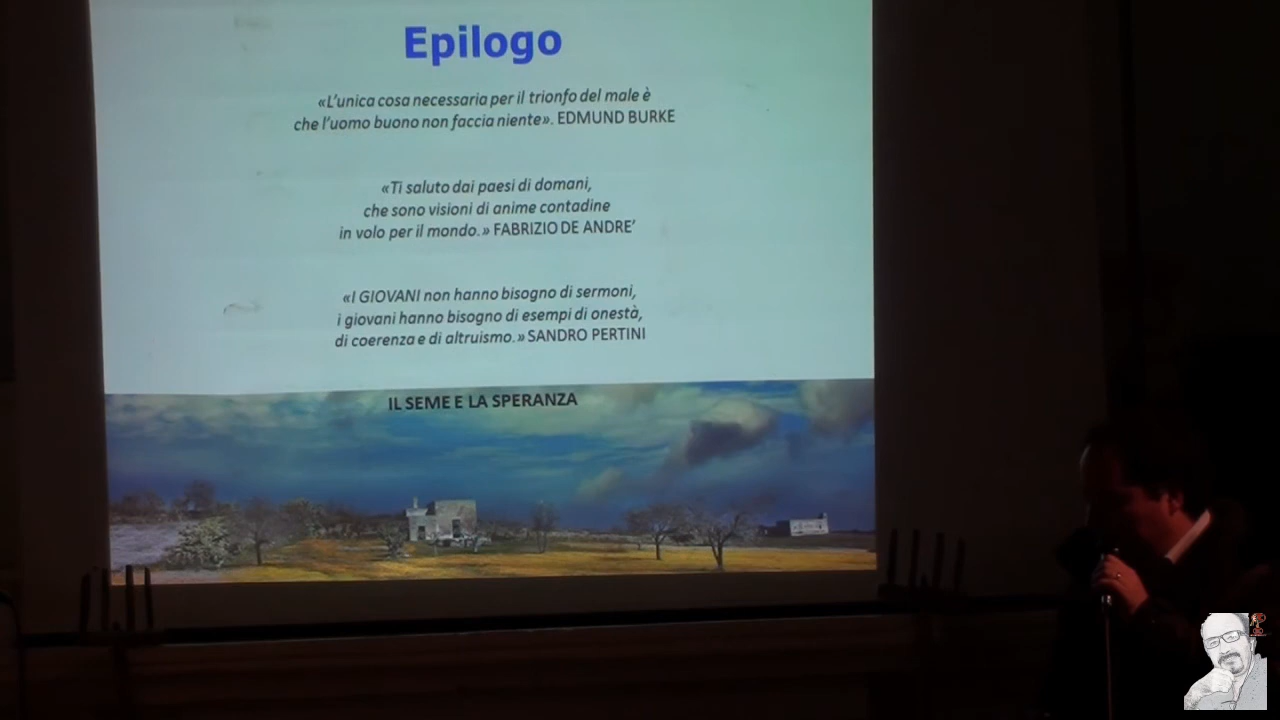 Epilogo
«L'unica cosa necessaria per il trionfo del male è
che l'uomo buono non faccia niente». EDMUND BURKE
«Ti saluto dai paesi di domani,
che sono visioni di anime contadine
in volo per il mondo.» FABRIZIO DE ANDRE'
«I GIOVANI non hanno bisogno di sermoni,
i giovani hanno bisogno di esempi di onestà,
di coerenza e di altruismo.» SANDRO PERTINI
IL SEME E LA SPERANZA